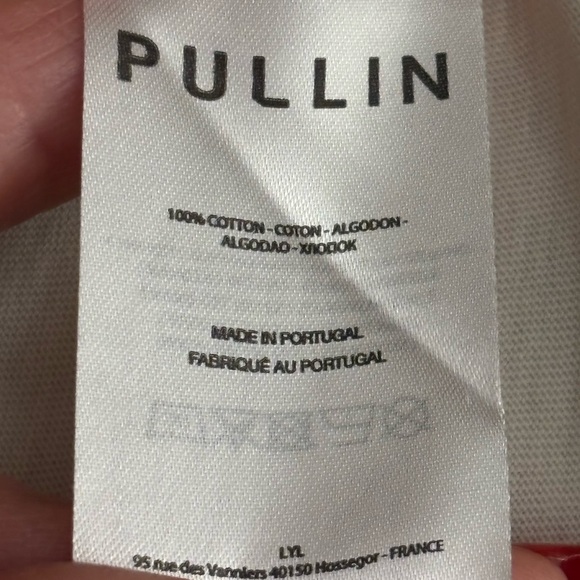 PULLIN
100% COTTON - COTON - ALGODON -
ALGODAO - ХЛОПОК
MADE IN PORTUGAL
FABRIQUÉ AU PORTUGAL
LYL
95 rue des Vanniers 40150 Hossegor - FRANCE